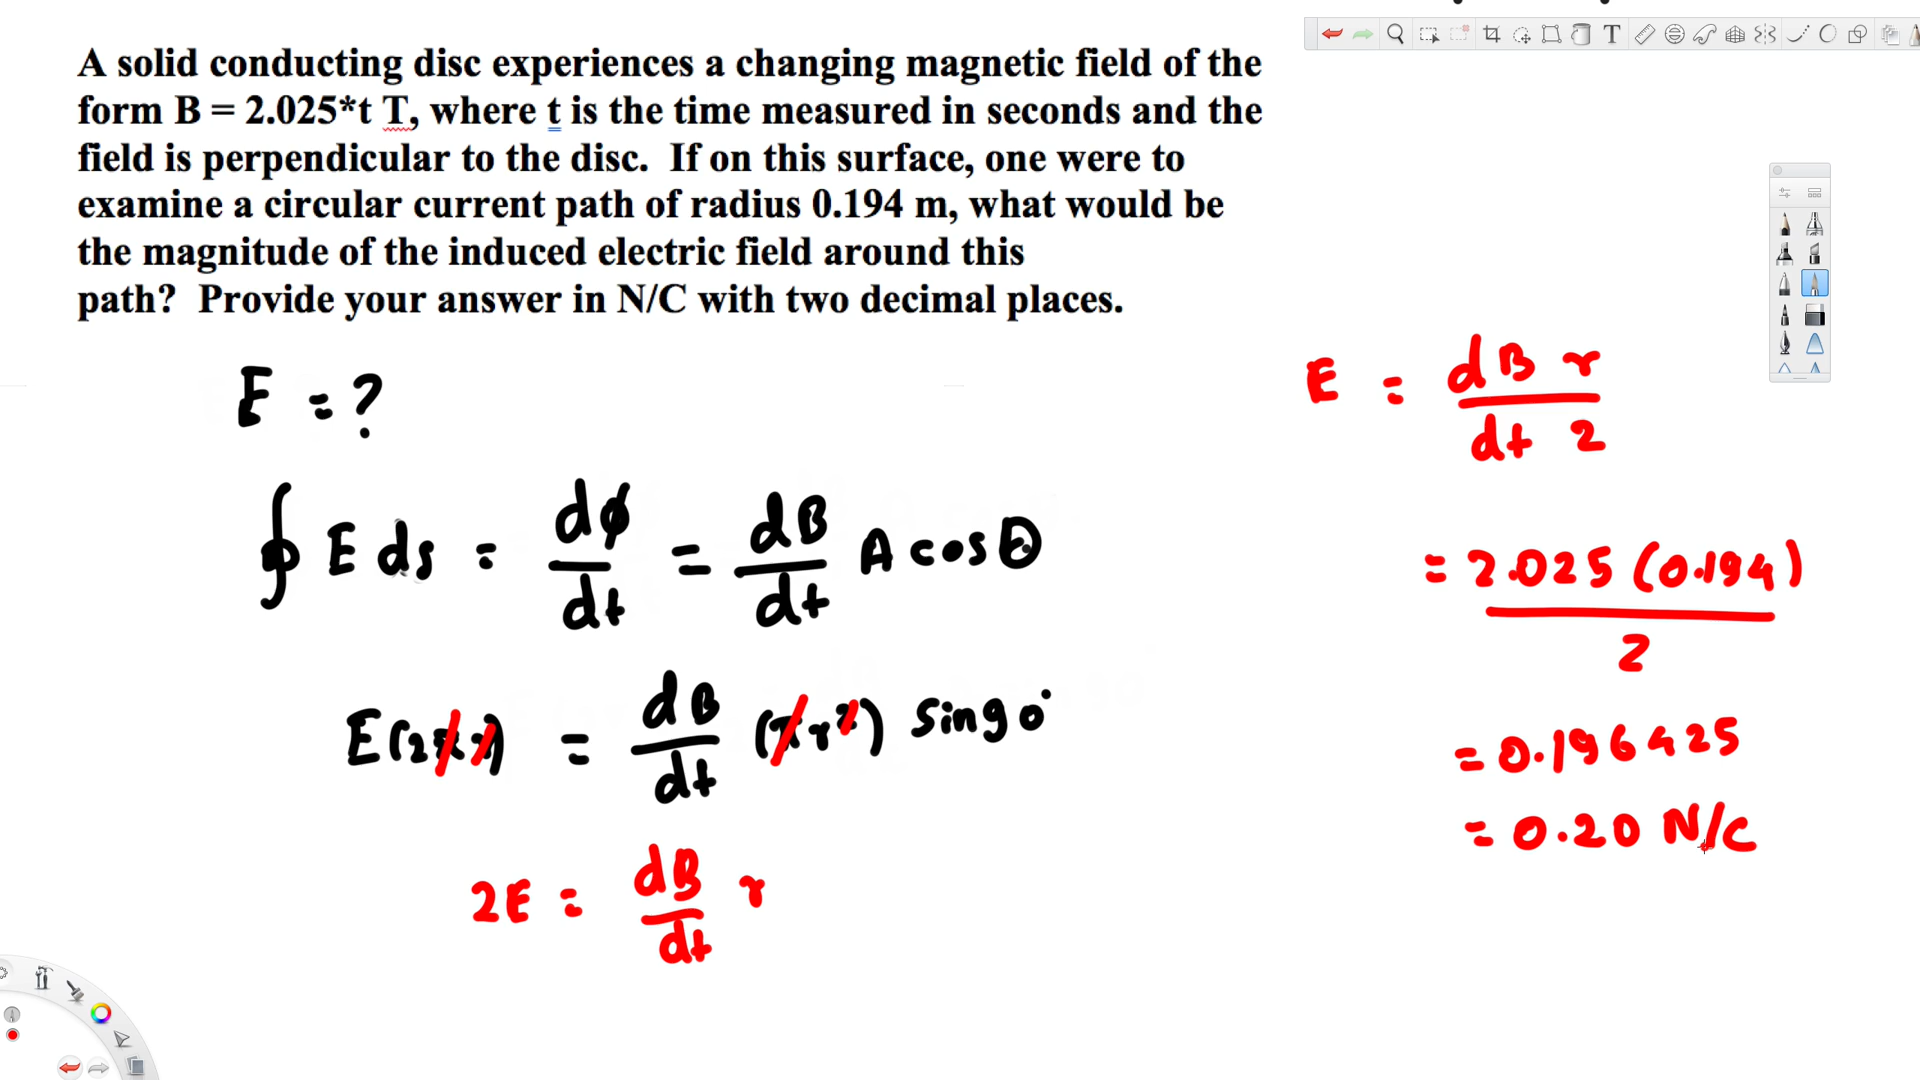 A solid conducting disc experiences a changing magnetic field of the
form B = 2.025*t T, where t is the time measured in seconds and the
field is perpendicular to the disc.  If on this surface, one were to
examine a circular current path of radius 0.194 m, what would be
the magnitude of the induced electric field around this
path?  Provide your answer in N/C with two decimal places.
E = ?
∮ E ds = dϕ/dt = dB/dt A cos θ
E(2πr) = dB/dt (πr²) sin90°
2E = dB/dt r
E = dB r / dt 2
= 2.025(0.194) / 2
= 0.196425
= 0.20 N/C
T